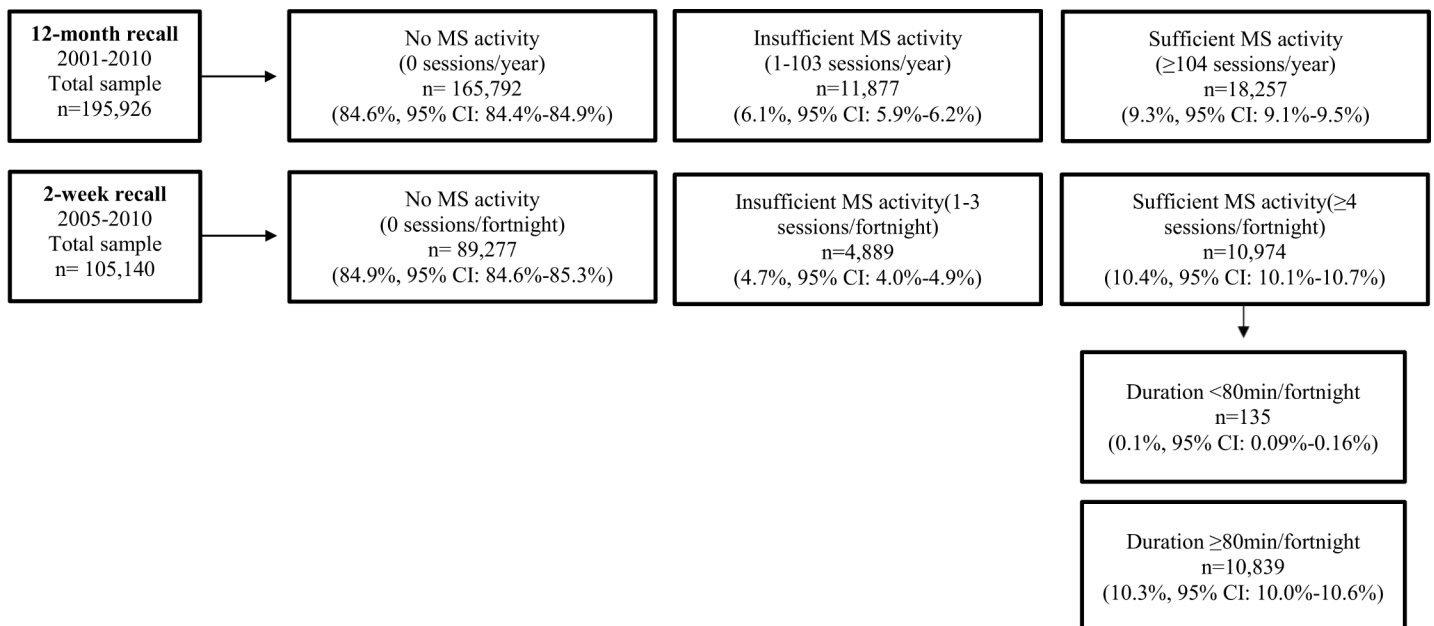 12-month recall
2001-2010
Total sample
n=195,926
No MS activity
(0 sessions/year)
n= 165,792
(84.6%, 95% CI: 84.4%-84.9%)
Insufficient MS activity
(1-103 sessions/year)
n=11,877
(6.1%, 95% CI: 5.9%-6.2%)
Sufficient MS activity
(≥104 sessions/year)
n=18,257
(9.3%, 95% CI: 9.1%-9.5%)
2-week recall
2005-2010
Total sample
n= 105,140
No MS activity
(0 sessions/fortnight)
n= 89,277
(84.9%, 95% CI: 84.6%-85.3%)
Insufficient MS activity(1-3
sessions/fortnight)
n=4,889
(4.7%, 95% CI: 4.0%-4.9%)
Sufficient MS activity(≥4
sessions/fortnight)
n=10,974
(10.4%, 95% CI: 10.1%-10.7%)
Duration <80min/fortnight
n=135
(0.1%, 95% CI: 0.09%-0.16%)
Duration ≥80min/fortnight
n=10,839
(10.3%, 95% CI: 10.0%-10.6%)